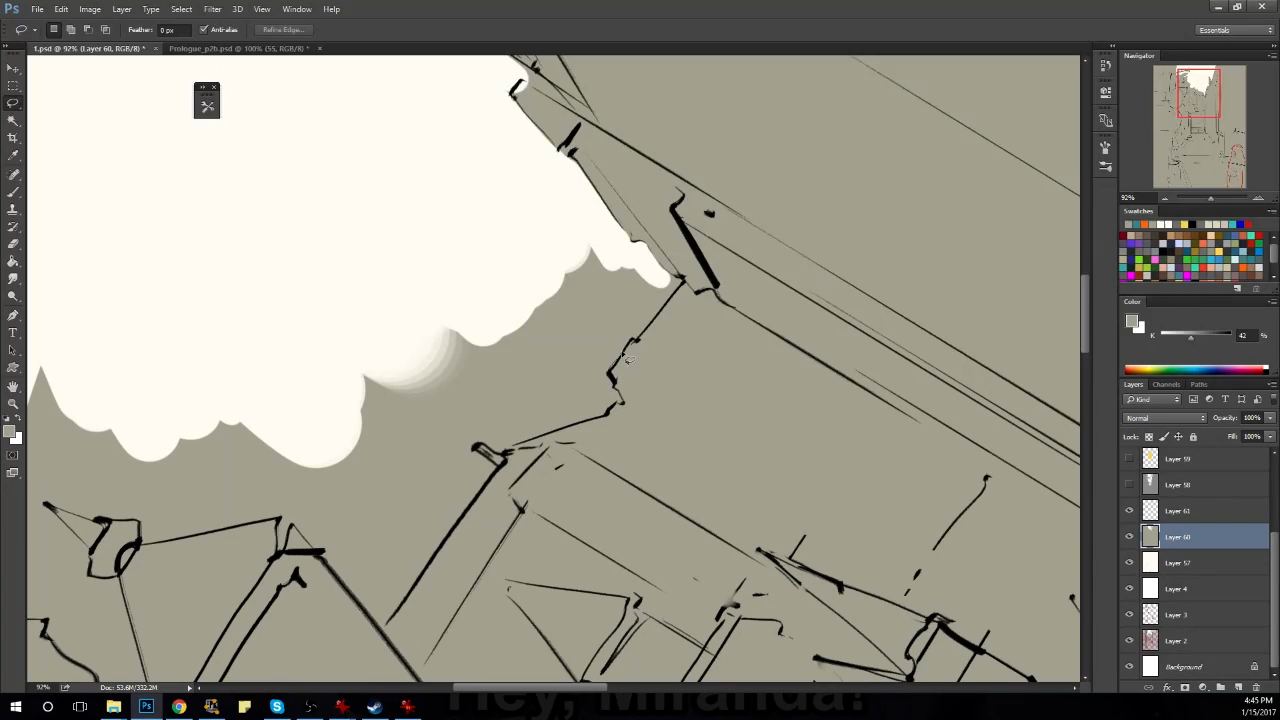 Ps File Edit Image Layer Type Select Filter 3D View Window Help
Feather: 0 px Anti-alias Refine Edge... Essentials
1.psd @ 92% (Layer 60, RGB/8) * × Prologue_p2b.psd @ 100% (55, RGB/8) * ×
Navigator
92%
Swatches
Color
K 42 %
Layers Channels Paths
Kind
Normal Opacity: 100%
Lock: Fill: 100%
Layer 59
Layer 58
Layer 61
Layer 60
Layer 57
Layer 4
Layer 3
Layer 2
Background
92% Doc: 53.6M/332.2M
Hey, Miranda!
4:45 PM
1/15/2017